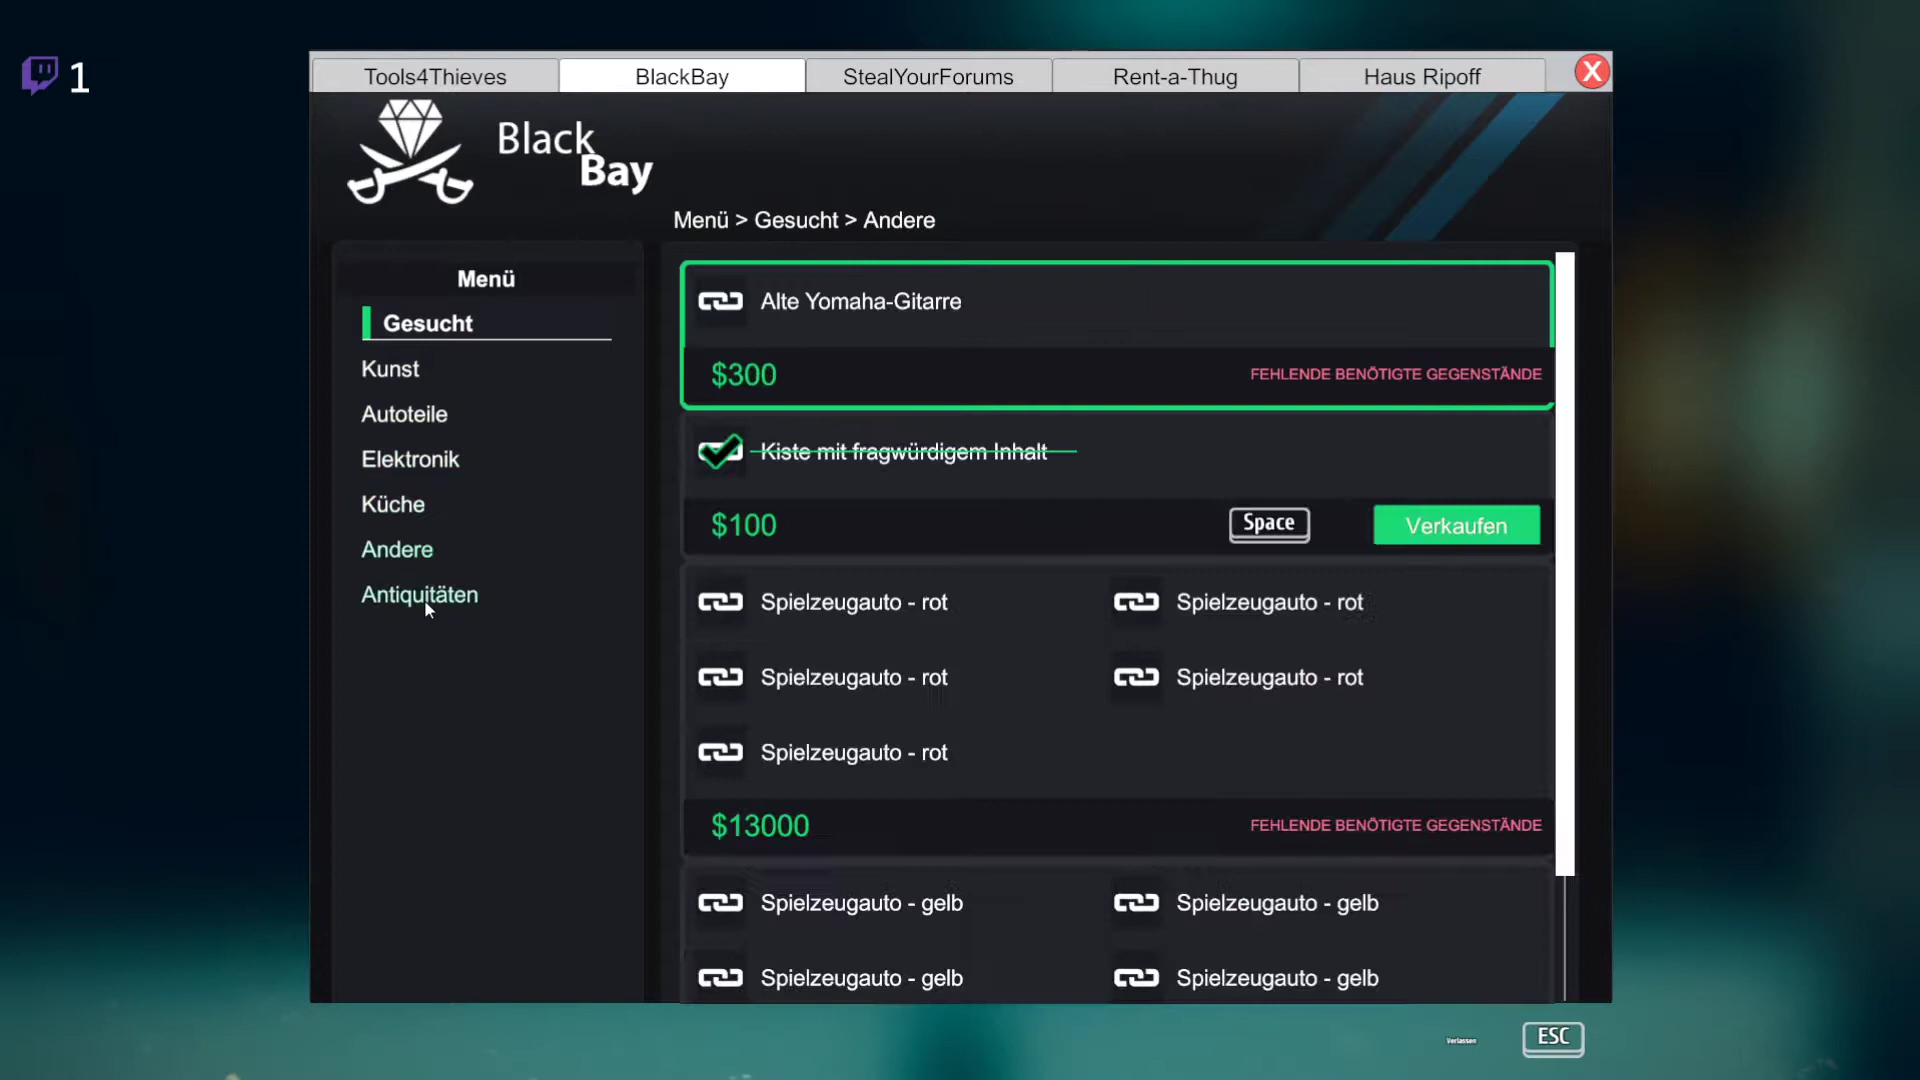 1
Tools4Thieves
BlackBay
StealYourForums
Rent-a-Thug
Haus Ripoff
X
Black
Bay
Menü > Gesucht > Andere
Menü
Gesucht
Kunst
Autoteile
Elektronik
Küche
Andere
Antiquitäten
Alte Yomaha-Gitarre
$300
FEHLENDE BENÖTIGTE GEGENSTÄNDE
Kiste mit fragwürdigem Inhalt
$100
Space
Verkaufen
Spielzeugauto - rot
Spielzeugauto - rot
Spielzeugauto - rot
Spielzeugauto - rot
Spielzeugauto - rot
$13000
FEHLENDE BENÖTIGTE GEGENSTÄNDE
Spielzeugauto - gelb
Spielzeugauto - gelb
Spielzeugauto - gelb
Spielzeugauto - gelb
Verlassen
ESC